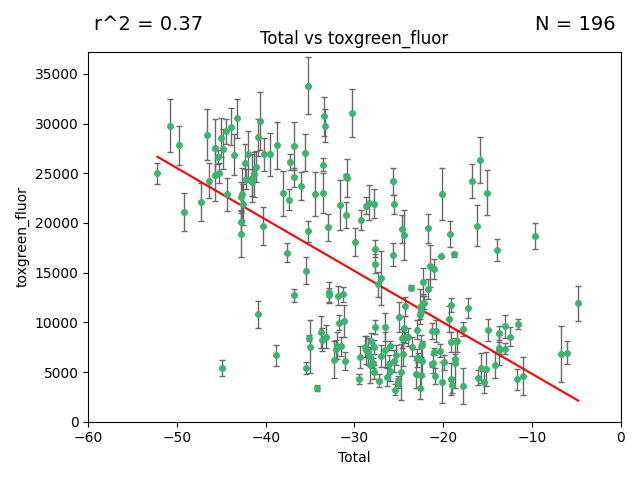 r^2 = 0.37
N = 196
Total vs toxgreen_fluor
35000
30000
25000
20000
15000
10000
5000
0
toxgreen_fluor
−60 −50 −40 −30 −20 −10 0
Total